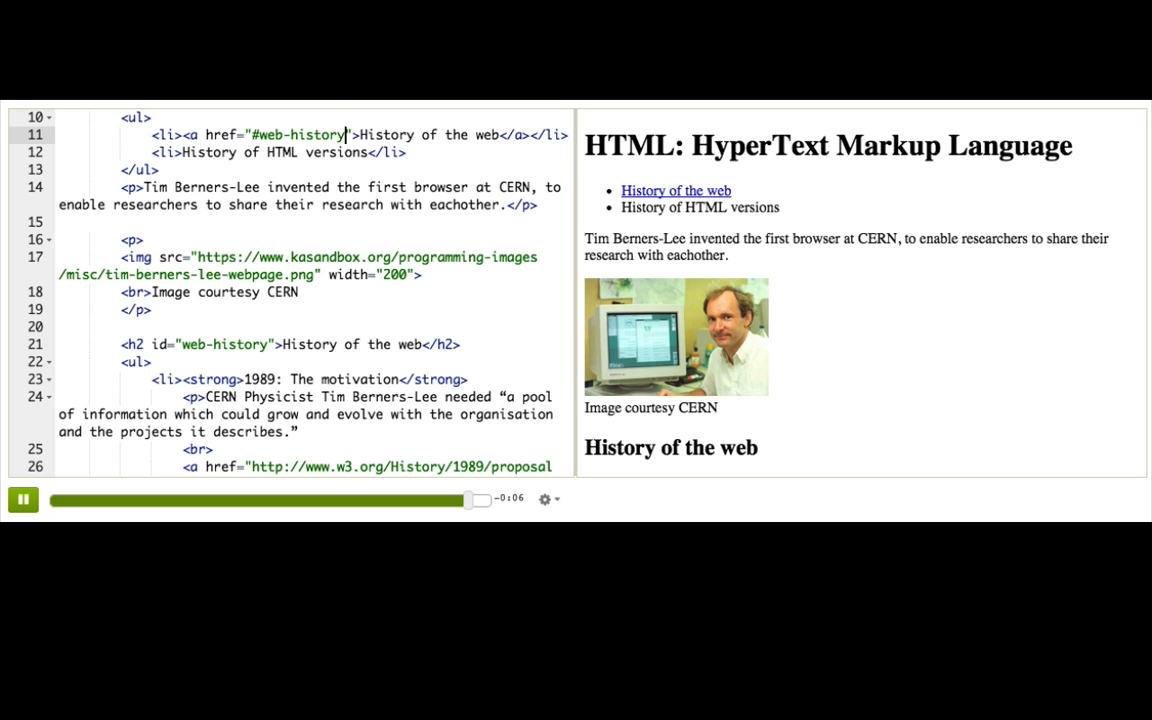 10 <ul>
11 <li><a href="#web-history">History of the web</a></li>
12 <li>History of HTML versions</li>
13 </ul>
14 <p>Tim Berners-Lee invented the first browser at CERN, to
enable researchers to share their research with eachother.</p>
15
16 <p>
17 <img src="https://www.kasandbox.org/programming-images
/misc/tim-berners-lee-webpage.png" width="200">
18 <br>Image courtesy CERN
19 </p>
20
21 <h2 id="web-history">History of the web</h2>
22 <ul>
23 <li><strong>1989: The motivation</strong>
24 <p>CERN Physicist Tim Berners-Lee needed “a pool
of information which could grow and evolve with the organisation
and the projects it describes.”
25 <br>
26 <a href="http://www.w3.org/History/1989/proposal
HTML: HyperText Markup Language
• History of the web
• History of HTML versions
Tim Berners-Lee invented the first browser at CERN, to enable researchers to share their
research with eachother.
Image courtesy CERN
History of the web
-0:06